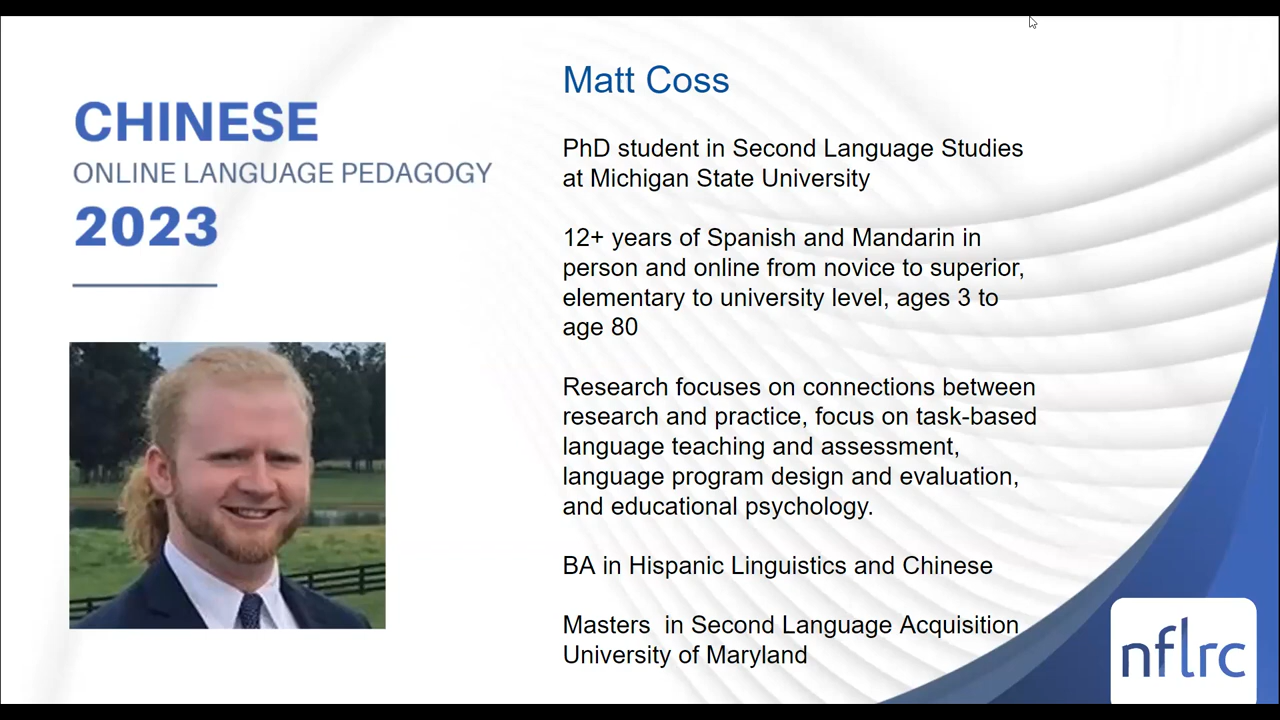 CHINESE
ONLINE LANGUAGE PEDAGOGY
2023
Matt Coss
PhD student in Second Language Studies
at Michigan State University
12+ years of Spanish and Mandarin in
person and online from novice to superior,
elementary to university level, ages 3 to
age 80
Research focuses on connections between
research and practice, focus on task-based
language teaching and assessment,
language program design and evaluation,
and educational psychology.
BA in Hispanic Linguistics and Chinese
Masters  in Second Language Acquisition
University of Maryland
nflrc